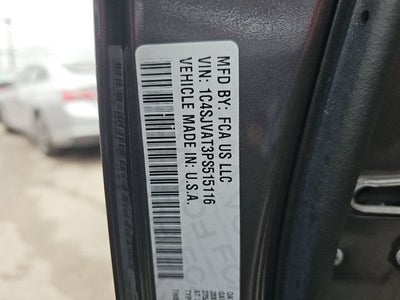 MFD BY: FCA US LLC
VIN: 1C4SJVAT3PS515116
VEHICLE MADE IN: U.S.A.